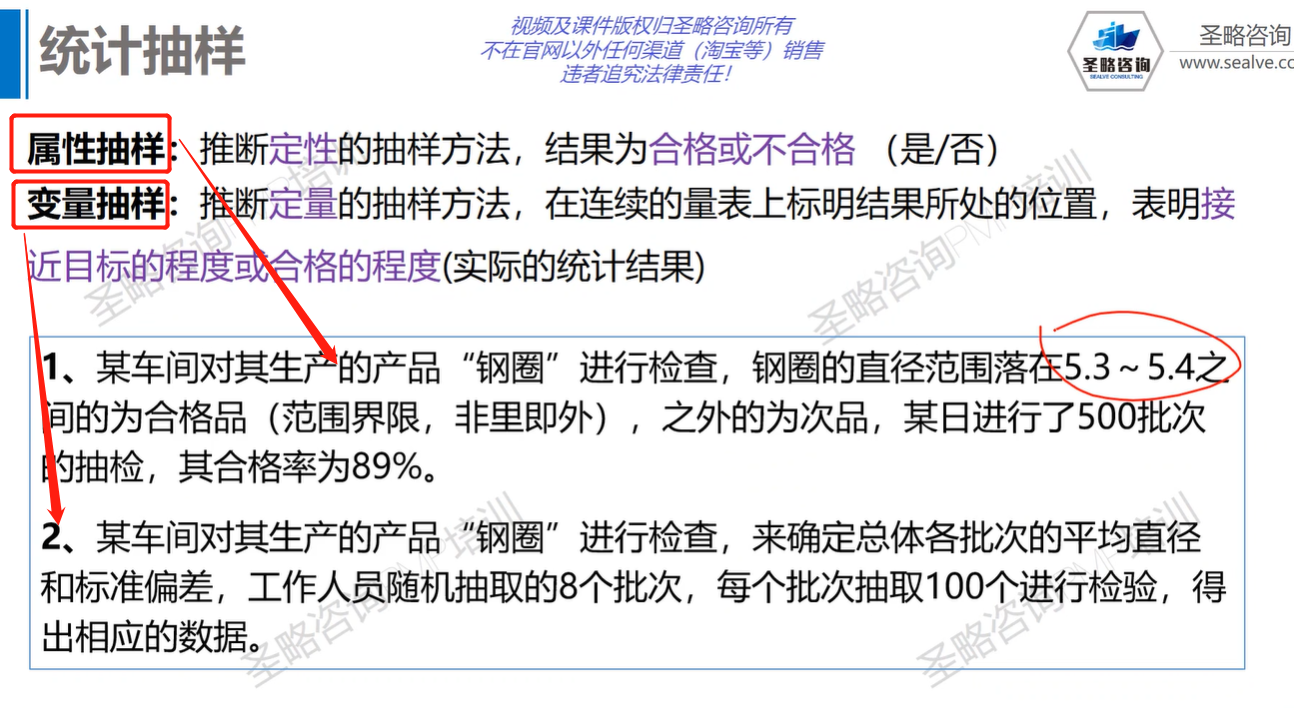 统计抽样
视频及课件版权归圣略咨询所有
不在官网以外任何渠道（淘宝等）销售
违者追究法律责任！
圣略咨询
SEALVE CONSULTING
圣略咨询
www.sealve.co
属性抽样：推断定性的抽样方法，结果为合格或不合格 （是/否）
变量抽样：推断定量的抽样方法，在连续的量表上标明结果所处的位置，表明接
近目标的程度或合格的程度(实际的统计结果)
1、某车间对其生产的产品“钢圈”进行检查，钢圈的直径范围落在5.3～5.4之
间的为合格品（范围界限，非里即外），之外的为次品，某日进行了500批次
的抽检，其合格率为89%。
2、某车间对其生产的产品“钢圈”进行检查，来确定总体各批次的平均直径
和标准偏差，工作人员随机抽取的8个批次，每个批次抽取100个进行检验，得
出相应的数据。
圣略咨询PMP培训
圣略咨询PMP培训
圣略咨询PMP培训
圣略咨询PMP培训